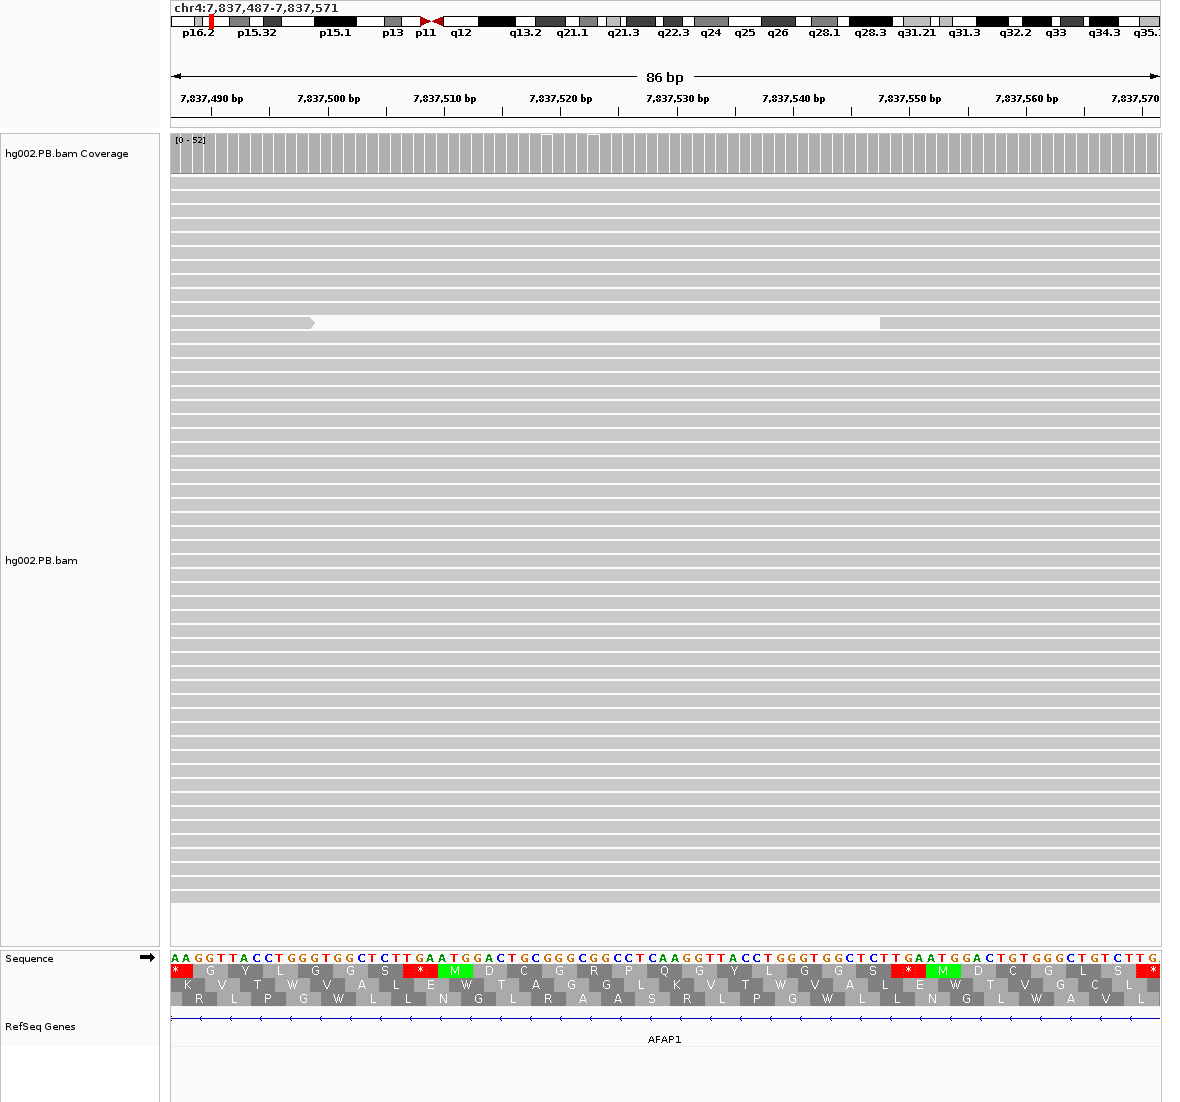 chr4:7,837,487-7,837,571
p16.2 p15.32 p15.1 p13 p11 q12 q13.2 q21.1 q21.3 q22.3 q24 q25 q26 q28.1 q28.3 q31.21 q31.3 q32.2 q33 q34.3 q35.
86 bp
7,837,490 bp 7,837,500 bp 7,837,510 bp 7,837,520 bp 7,837,530 bp 7,837,540 bp 7,837,550 bp 7,837,560 bp 7,837,570
[0 - 52]
hg002.PB.bam Coverage
hg002.PB.bam
Sequence
A A G G T T A C C T G G G T G G C T C T T G A A T G G A C T G C G G G C G G C C T C A A G G T T A C C T G G G T G G C T C T T G A A T G G A C T G T G G G C T G T C T T G
* G Y L G G S * M D C G R P Q G Y L G G S * M D C G L S *
K V T W V A L E W T A G G L K V T W V A L E W T V G C L
R L P G W L L N G L R A A S R L P G W L L N G L W A V L
RefSeq Genes
AFAP1